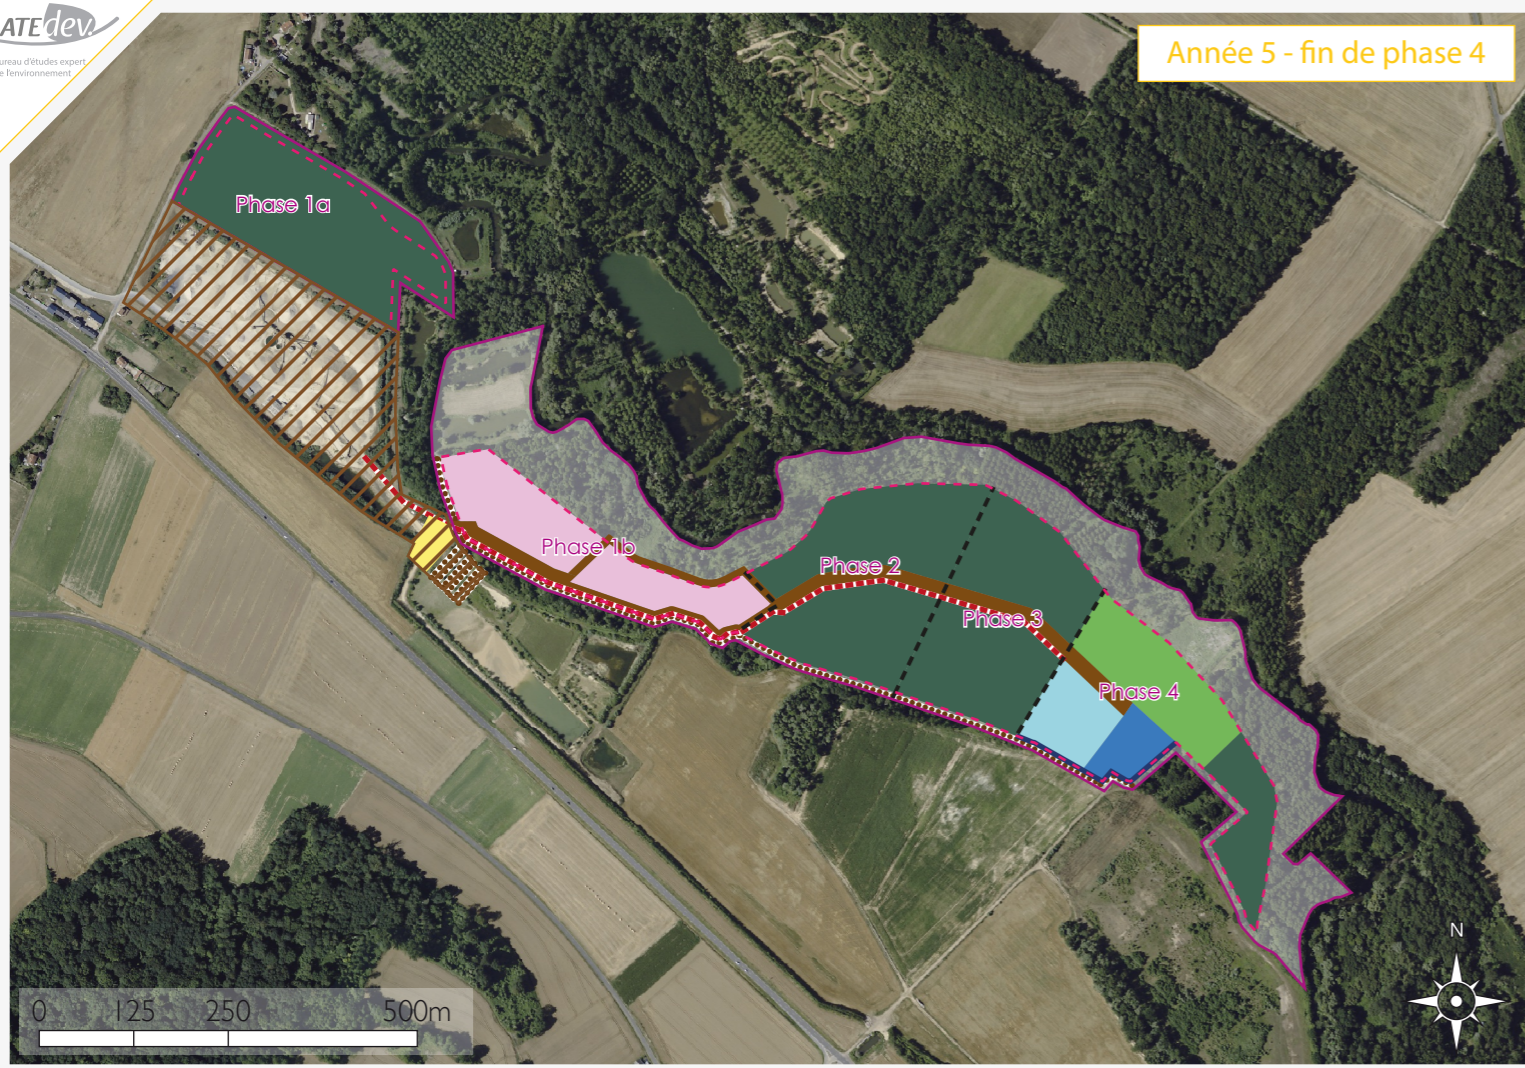 ATEdev.
ureau d'études expert
e l'environnement
Année 5 - fin de phase 4
Phase 1a
Phase 1b
Phase 2
Phase 3
Phase 4
N
0 125 250 500m